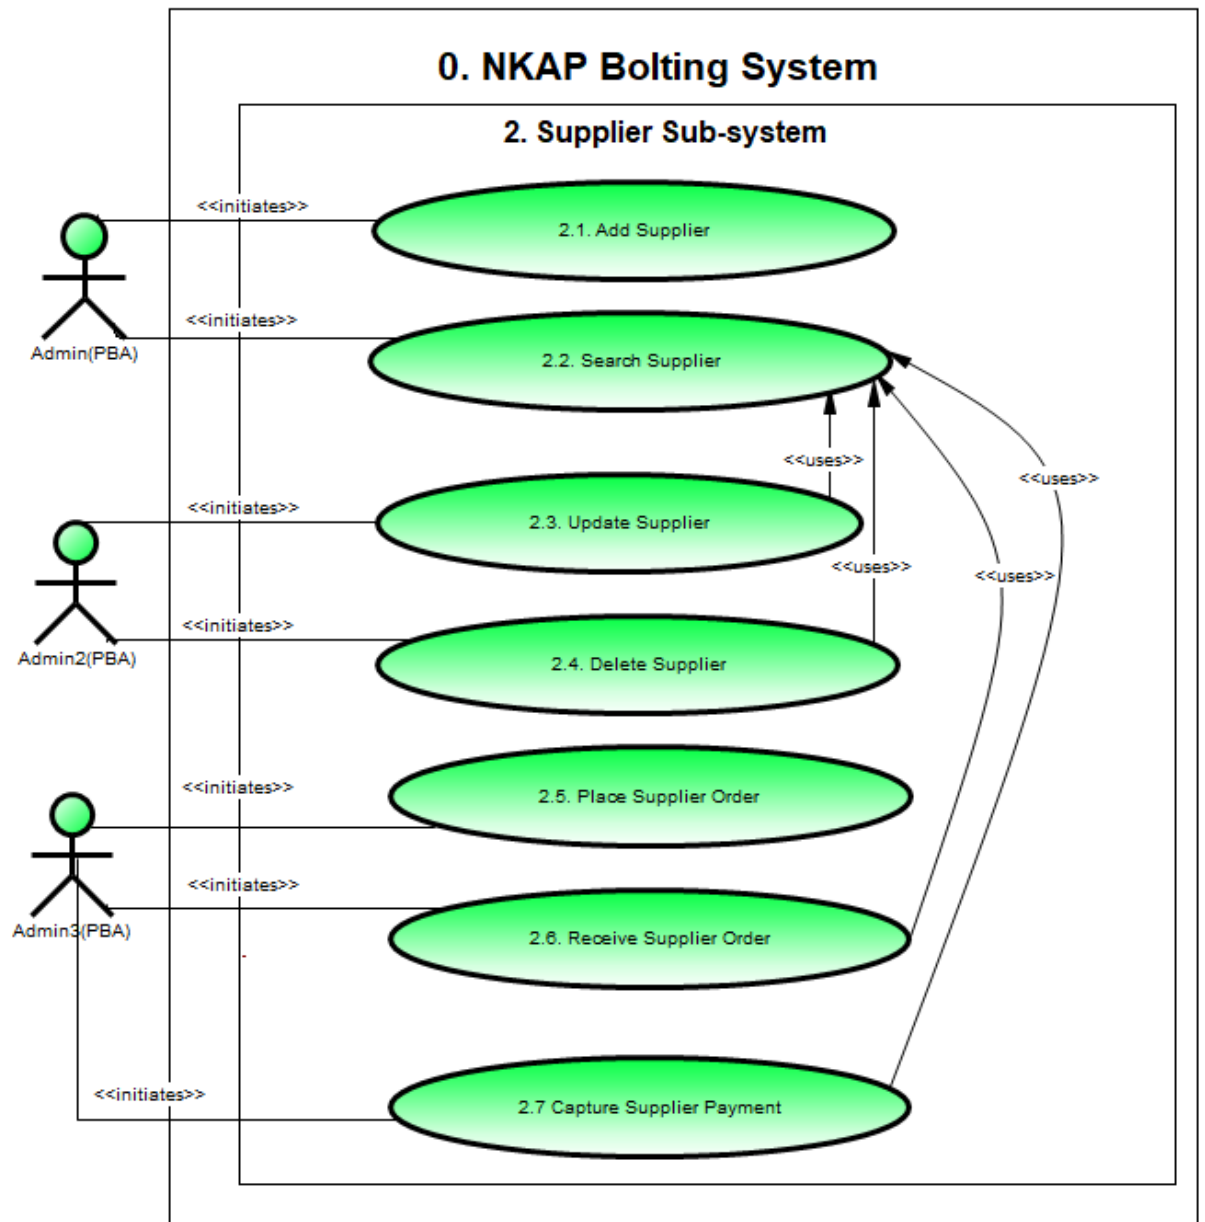 0. NKAP Bolting System
2. Supplier Sub-system
<<initiates>>
2.1. Add Supplier
<<initiates>>
Admin(PBA)
2.2. Search Supplier
<<uses>>
<<uses>>
<<initiates>>
2.3. Update Supplier
<<uses>>
<<uses>>
<<initiates>>
Admin2(PBA)
2.4. Delete Supplier
<<initiates>>
2.5. Place Supplier Order
<<initiates>>
Admin3(PBA)
2.6. Receive Supplier Order
<<initiates>>
2.7 Capture Supplier Payment